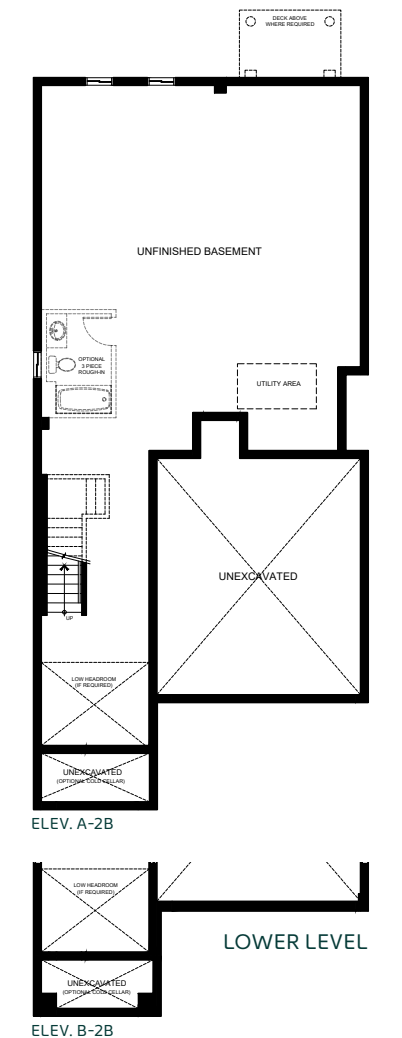 DECK ABOVE
WHERE REQUIRED
UNFINISHED BASEMENT
OPTIONAL
3 PIECE
ROUGH-IN
UTILITY AREA
UNEXCAVATED
UP
LOW HEADROOM
(IF REQUIRED)
UNEXCAVATED
(OPTIONAL COLD CELLAR)
ELEV. A-2B
LOW HEADROOM
(IF REQUIRED)
LOWER LEVEL
UNEXCAVATED
(OPTIONAL COLD CELLAR)
ELEV. B-2B